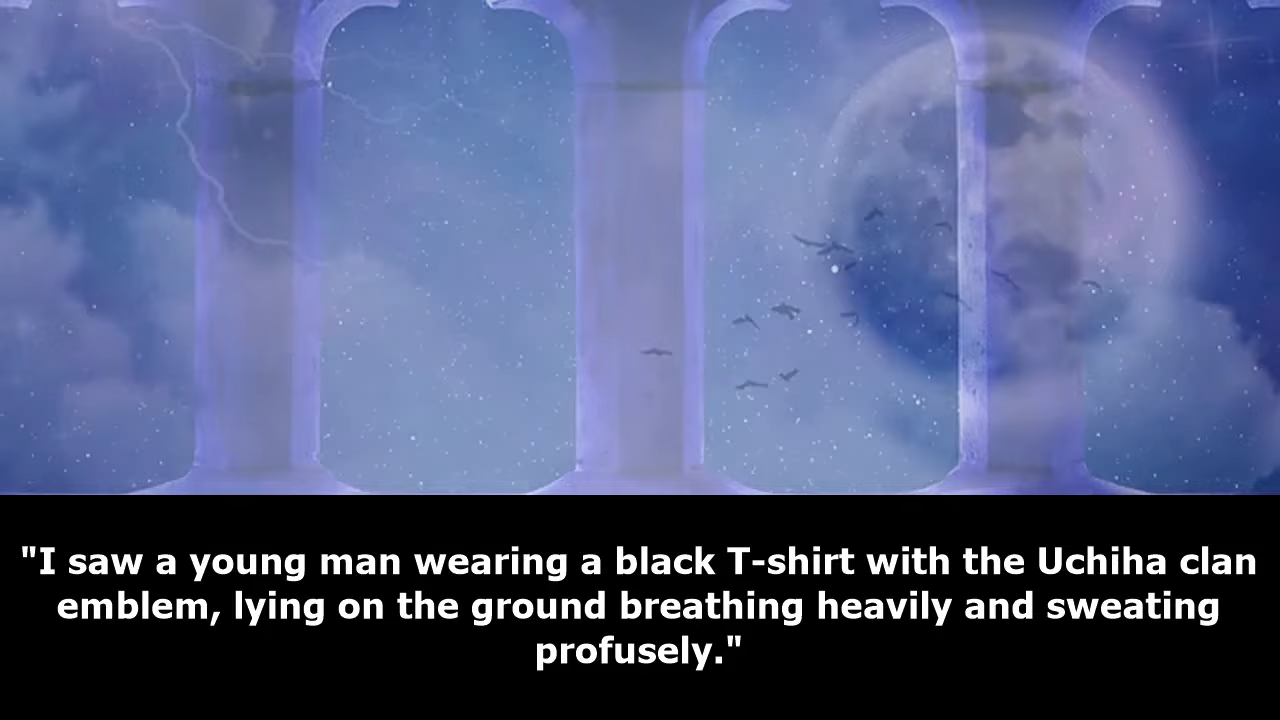 "I saw a young man wearing a black T-shirt with the Uchiha clan
emblem, lying on the ground breathing heavily and sweating
profusely."